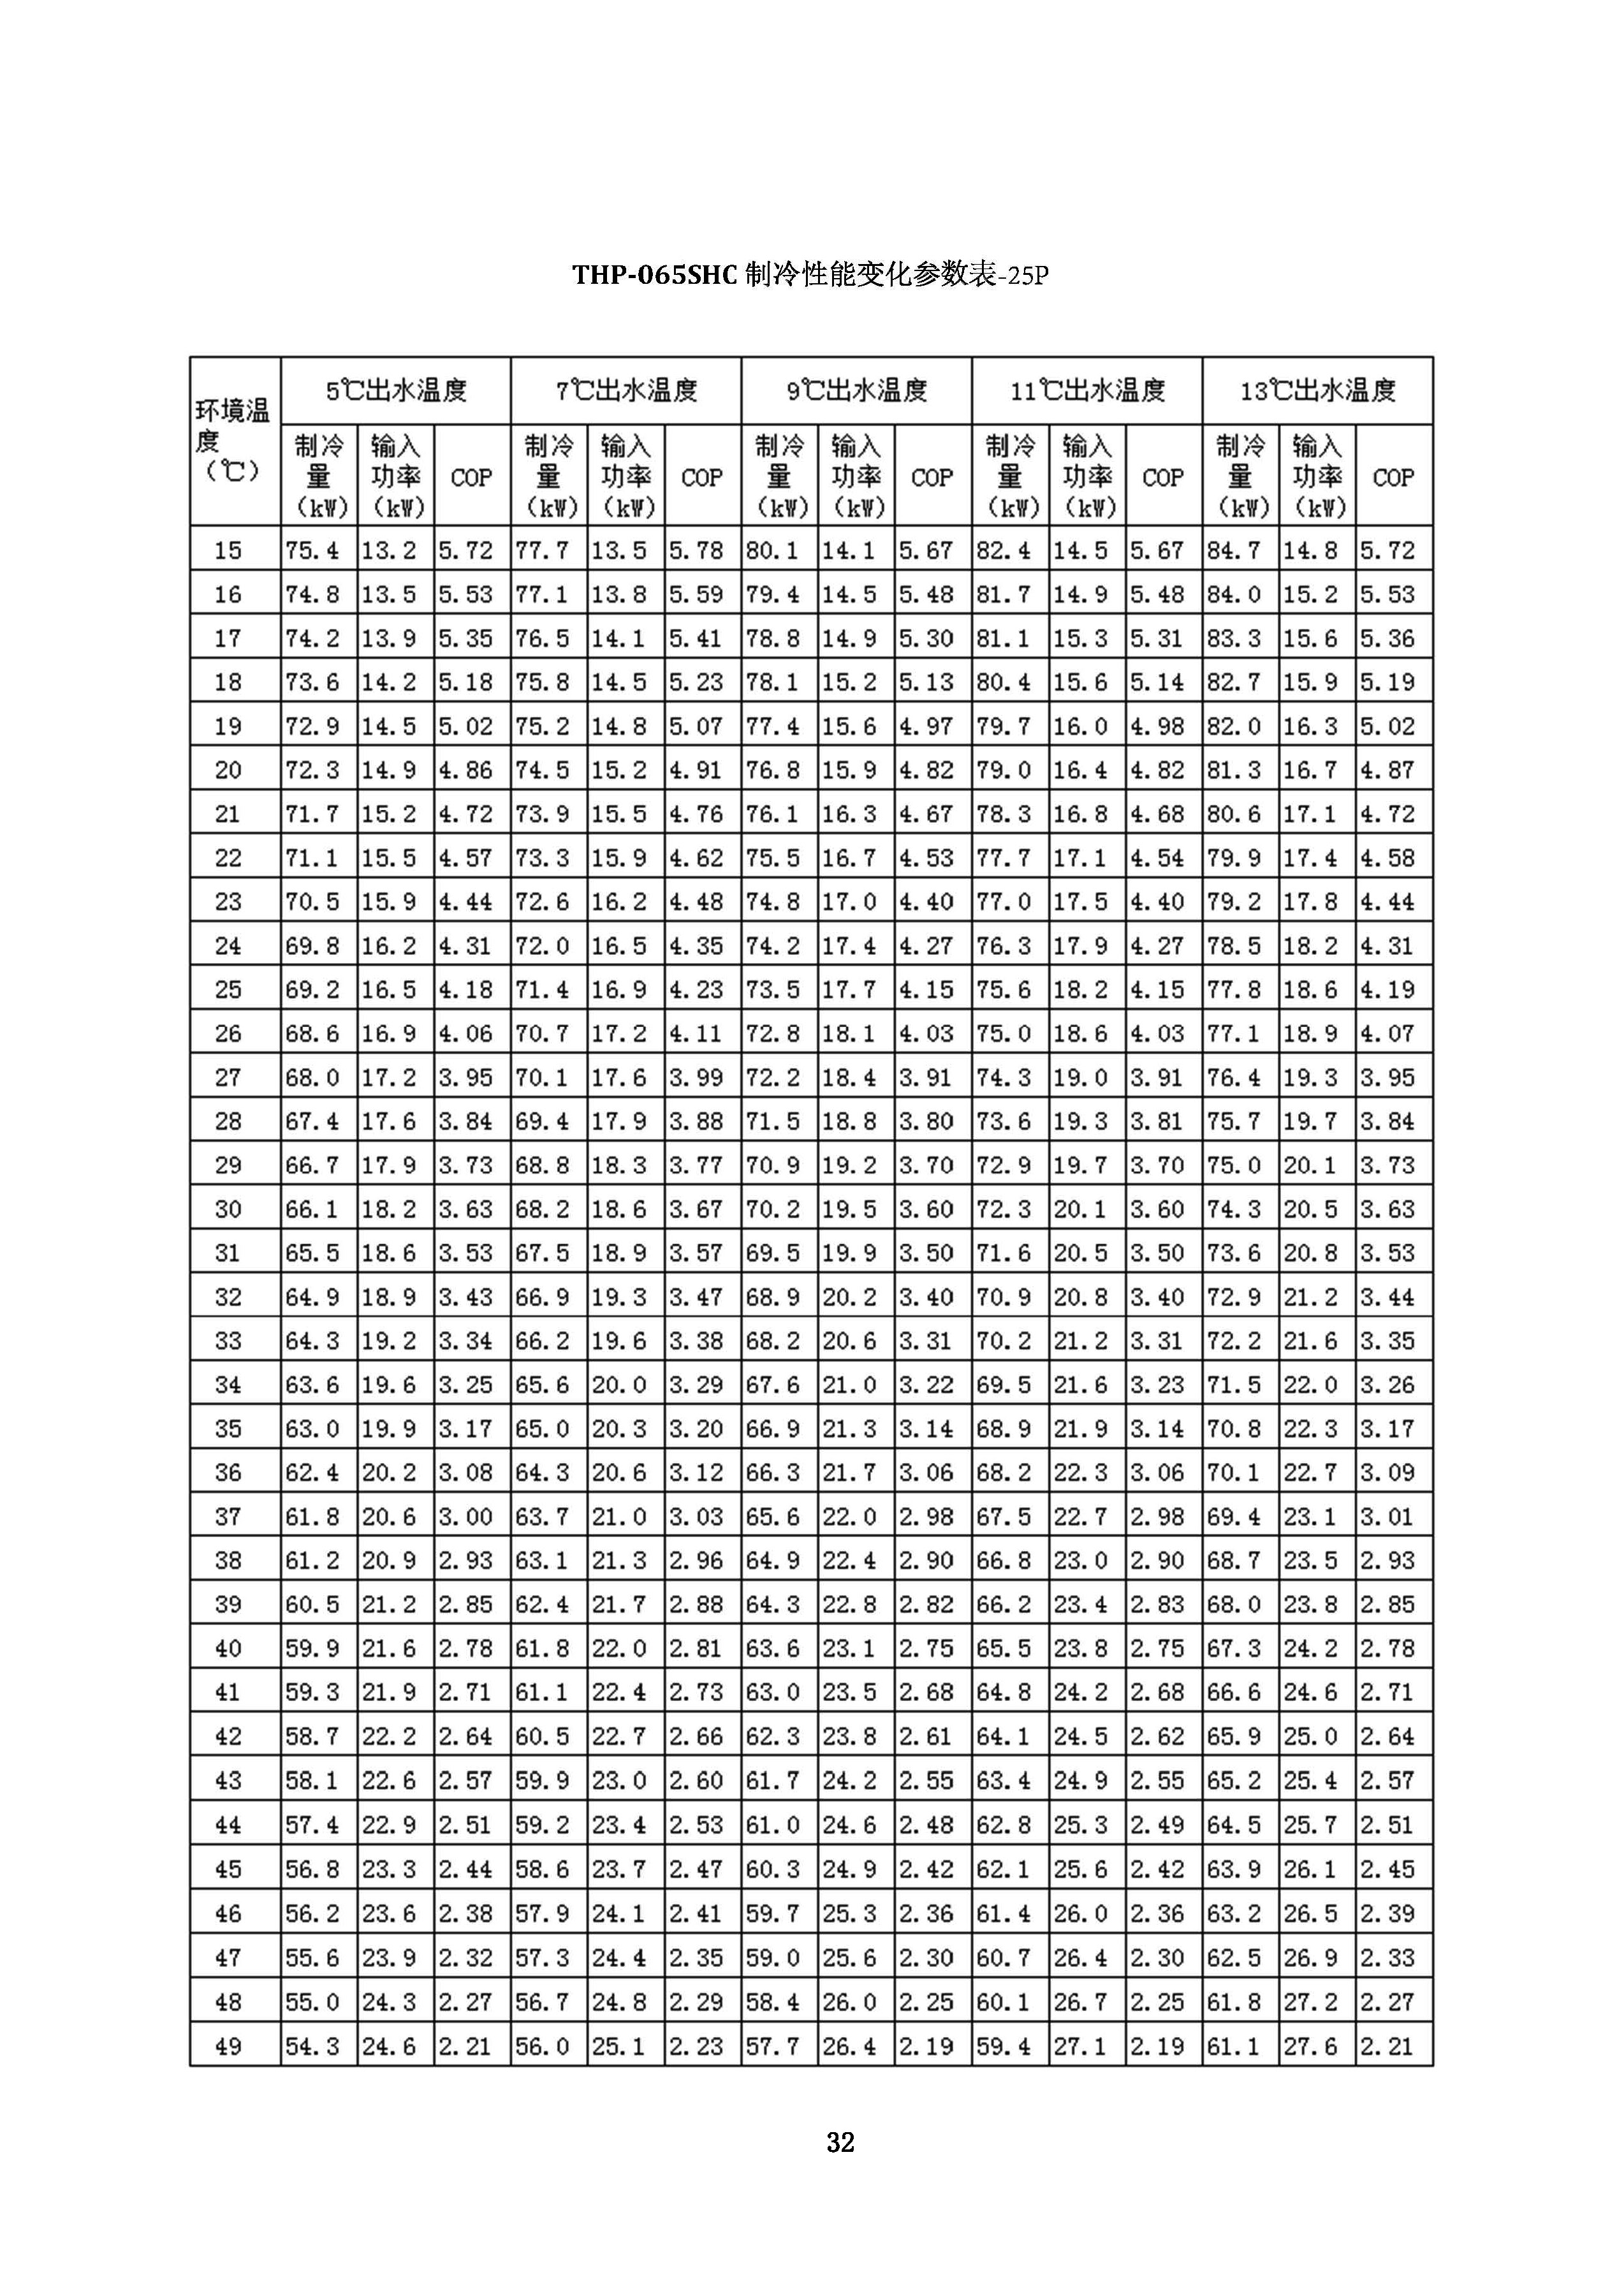 THP-065SHC 制冷性能变化参数表-25P
环境温度（℃） 5℃出水温度 7℃出水温度 9℃出水温度 11℃出水温度 13℃出水温度
制冷量（kW） 输入功率（kW） COP 制冷量（kW） 输入功率（kW） COP 制冷量（kW） 输入功率（kW） COP 制冷量（kW） 输入功率（kW） COP 制冷量（kW） 输入功率（kW） COP
15 75.4 13.2 5.72 77.7 13.5 5.78 80.1 14.1 5.67 82.4 14.5 5.67 84.7 14.8 5.72
16 74.8 13.5 5.53 77.1 13.8 5.59 79.4 14.5 5.48 81.7 14.9 5.48 84.0 15.2 5.53
17 74.2 13.9 5.35 76.5 14.1 5.41 78.8 14.9 5.30 81.1 15.3 5.31 83.3 15.6 5.36
18 73.6 14.2 5.18 75.8 14.5 5.23 78.1 15.2 5.13 80.4 15.6 5.14 82.7 15.9 5.19
19 72.9 14.5 5.02 75.2 14.8 5.07 77.4 15.6 4.97 79.7 16.0 4.98 82.0 16.3 5.02
20 72.3 14.9 4.86 74.5 15.2 4.91 76.8 15.9 4.82 79.0 16.4 4.82 81.3 16.7 4.87
21 71.7 15.2 4.72 73.9 15.5 4.76 76.1 16.3 4.67 78.3 16.8 4.68 80.6 17.1 4.72
22 71.1 15.5 4.57 73.3 15.9 4.62 75.5 16.7 4.53 77.7 17.1 4.54 79.9 17.4 4.58
23 70.5 15.9 4.44 72.6 16.2 4.48 74.8 17.0 4.40 77.0 17.5 4.40 79.2 17.8 4.44
24 69.8 16.2 4.31 72.0 16.5 4.35 74.2 17.4 4.27 76.3 17.9 4.27 78.5 18.2 4.31
25 69.2 16.5 4.18 71.4 16.9 4.23 73.5 17.7 4.15 75.6 18.2 4.15 77.8 18.6 4.19
26 68.6 16.9 4.06 70.7 17.2 4.11 72.8 18.1 4.03 75.0 18.6 4.03 77.1 18.9 4.07
27 68.0 17.2 3.95 70.1 17.6 3.99 72.2 18.4 3.91 74.3 19.0 3.91 76.4 19.3 3.95
28 67.4 17.6 3.84 69.4 17.9 3.88 71.5 18.8 3.80 73.6 19.3 3.81 75.7 19.7 3.84
29 66.7 17.9 3.73 68.8 18.3 3.77 70.9 19.2 3.70 72.9 19.7 3.70 75.0 20.1 3.73
30 66.1 18.2 3.63 68.2 18.6 3.67 70.2 19.5 3.60 72.3 20.1 3.60 74.3 20.5 3.63
31 65.5 18.6 3.53 67.5 18.9 3.57 69.5 19.9 3.50 71.6 20.5 3.50 73.6 20.8 3.53
32 64.9 18.9 3.43 66.9 19.3 3.47 68.9 20.2 3.40 70.9 20.8 3.40 72.9 21.2 3.44
33 64.3 19.2 3.34 66.2 19.6 3.38 68.2 20.6 3.31 70.2 21.2 3.31 72.2 21.6 3.35
34 63.6 19.6 3.25 65.6 20.0 3.29 67.6 21.0 3.22 69.5 21.6 3.23 71.5 22.0 3.26
35 63.0 19.9 3.17 65.0 20.3 3.20 66.9 21.3 3.14 68.9 21.9 3.14 70.8 22.3 3.17
36 62.4 20.2 3.08 64.3 20.6 3.12 66.3 21.7 3.06 68.2 22.3 3.06 70.1 22.7 3.09
37 61.8 20.6 3.00 63.7 21.0 3.03 65.6 22.0 2.98 67.5 22.7 2.98 69.4 23.1 3.01
38 61.2 20.9 2.93 63.1 21.3 2.96 64.9 22.4 2.90 66.8 23.0 2.90 68.7 23.5 2.93
39 60.5 21.2 2.85 62.4 21.7 2.88 64.3 22.8 2.82 66.2 23.4 2.83 68.0 23.8 2.85
40 59.9 21.6 2.78 61.8 22.0 2.81 63.6 23.1 2.75 65.5 23.8 2.75 67.3 24.2 2.78
41 59.3 21.9 2.71 61.1 22.4 2.73 63.0 23.5 2.68 64.8 24.2 2.68 66.6 24.6 2.71
42 58.7 22.2 2.64 60.5 22.7 2.66 62.3 23.8 2.61 64.1 24.5 2.62 65.9 25.0 2.64
43 58.1 22.6 2.57 59.9 23.0 2.60 61.7 24.2 2.55 63.4 24.9 2.55 65.2 25.4 2.57
44 57.4 22.9 2.51 59.2 23.4 2.53 61.0 24.6 2.48 62.8 25.3 2.49 64.5 25.7 2.51
45 56.8 23.3 2.44 58.6 23.7 2.47 60.3 24.9 2.42 62.1 25.6 2.42 63.9 26.1 2.45
46 56.2 23.6 2.38 57.9 24.1 2.41 59.7 25.3 2.36 61.4 26.0 2.36 63.2 26.5 2.39
47 55.6 23.9 2.32 57.3 24.4 2.35 59.0 25.6 2.30 60.7 26.4 2.30 62.5 26.9 2.33
48 55.0 24.3 2.27 56.7 24.8 2.29 58.4 26.0 2.25 60.1 26.7 2.25 61.8 27.2 2.27
49 54.3 24.6 2.21 56.0 25.1 2.23 57.7 26.4 2.19 59.4 27.1 2.19 61.1 27.6 2.21
32